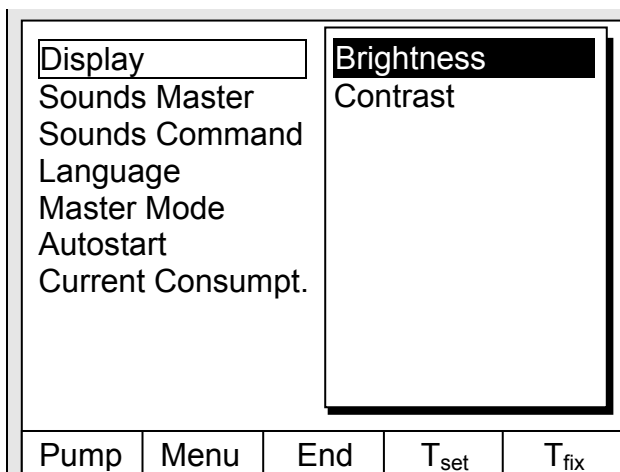 Display
Sounds Master
Sounds Command
Language
Master Mode
Autostart
Current Consumpt.
Brightness
Contrast
Pump Menu End Tset Tfix